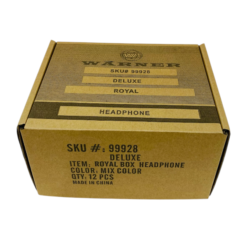 WARNER
SKU# 99928
DELUXE
ROYAL
HEADPHONE
SKU #: 99928
DELUXE
ITEM: ROYAL BOX HEADPHONE
COLOR: MIX COLOR
QTY: 12 PCS
MADE IN CHINA